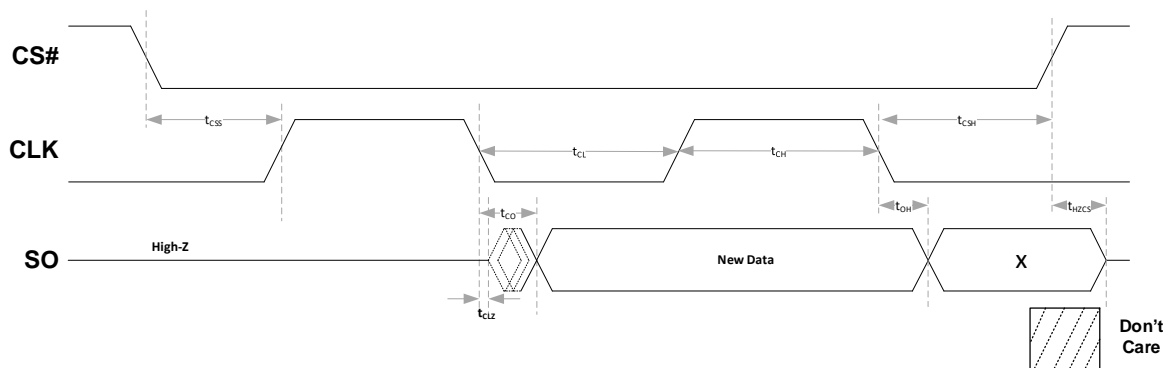 CS#
tCSS
tCSH
CLK
tCL
tCH
tCO
tOH
tHZCS
High-Z
SO
New Data
X
tCLZ
Don't
Care